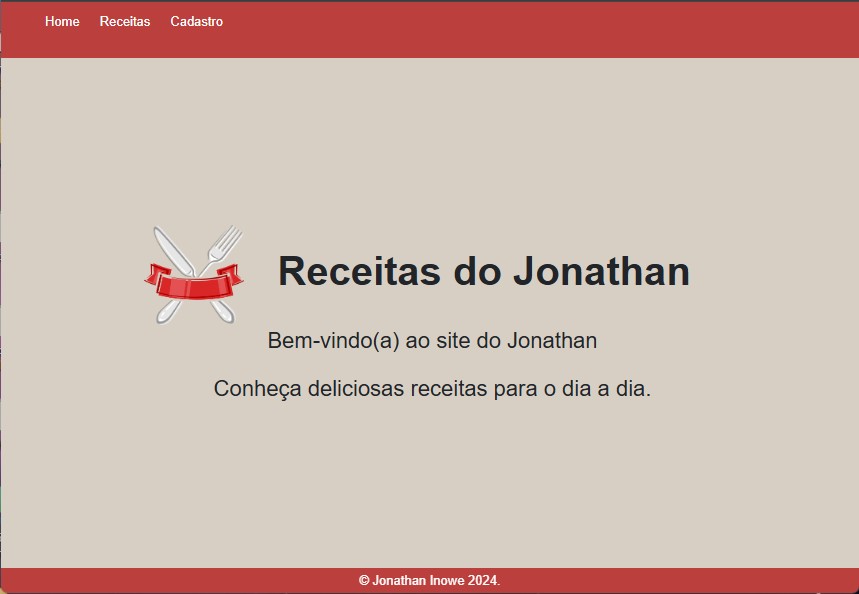 Home Receitas Cadastro
Receitas do Jonathan
Bem-vindo(a) ao site do Jonathan
Conheça deliciosas receitas para o dia a dia.
© Jonathan Inowe 2024.